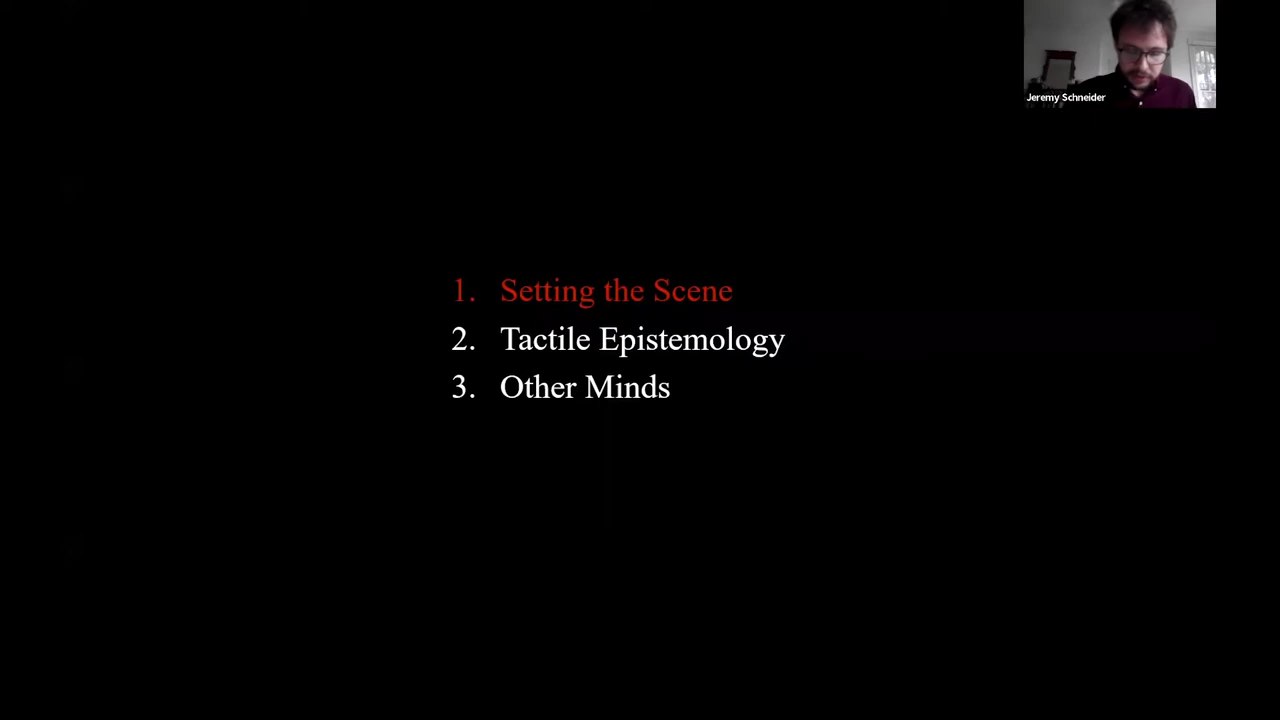 Jeremy Schneider
1. Setting the Scene
2. Tactile Epistemology
3. Other Minds